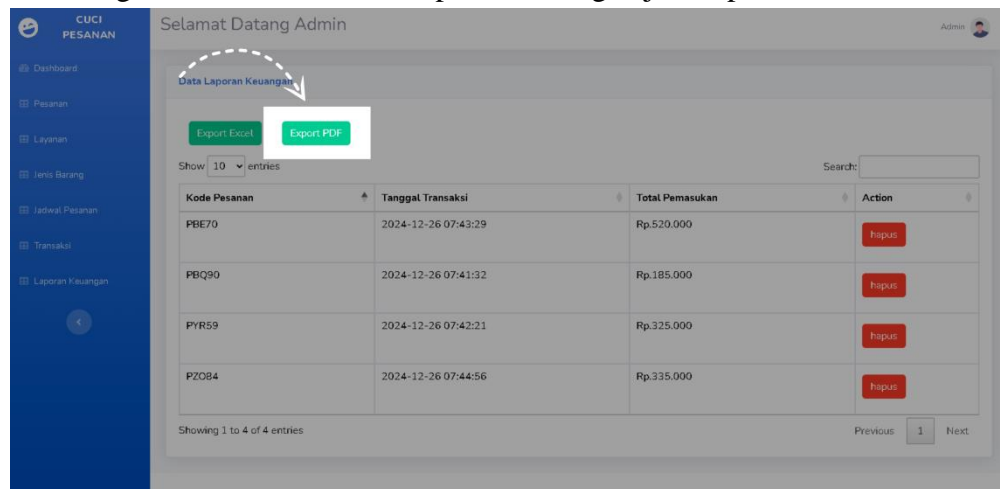 CUCI
PESANAN
Selamat Datang Admin
Admin
Dashboard
Pesanan
Layanan
Jenis Barang
Jadwal Pesanan
Transaksi
Laporan Keuangan
Data Laporan Keuangan
Export Excel
Export PDF
Show 10 entries
Search:
Kode Pesanan Tanggal Transaksi Total Pemasukan Action
PBE70 2024-12-26 07:43:29 Rp.520.000 hapus
PBQ90 2024-12-26 07:41:32 Rp.185.000 hapus
PYR59 2024-12-26 07:42:21 Rp.325.000 hapus
PZO84 2024-12-26 07:44:56 Rp.335.000 hapus
Showing 1 to 4 of 4 entries
Previous 1 Next